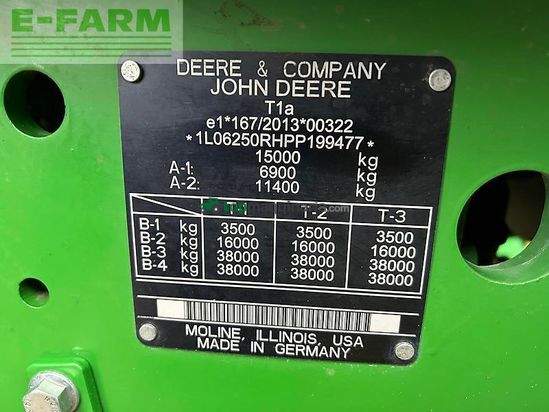 E-FARM
DEERE & COMPANY
JOHN DEERE
T1a
e1*167/2013*00322
*1L06250RHPP199477*
15000 kg
A-1: 6900 kg
A-2: 11400 kg
T-2 T-3
B-1 kg 3500 3500 3500
B-2 kg 16000 16000 16000
B-3 kg 38000 38000 38000
B-4 kg 38000 38000 38000
MOLINE, ILLINOIS, USA
MADE IN GERMANY